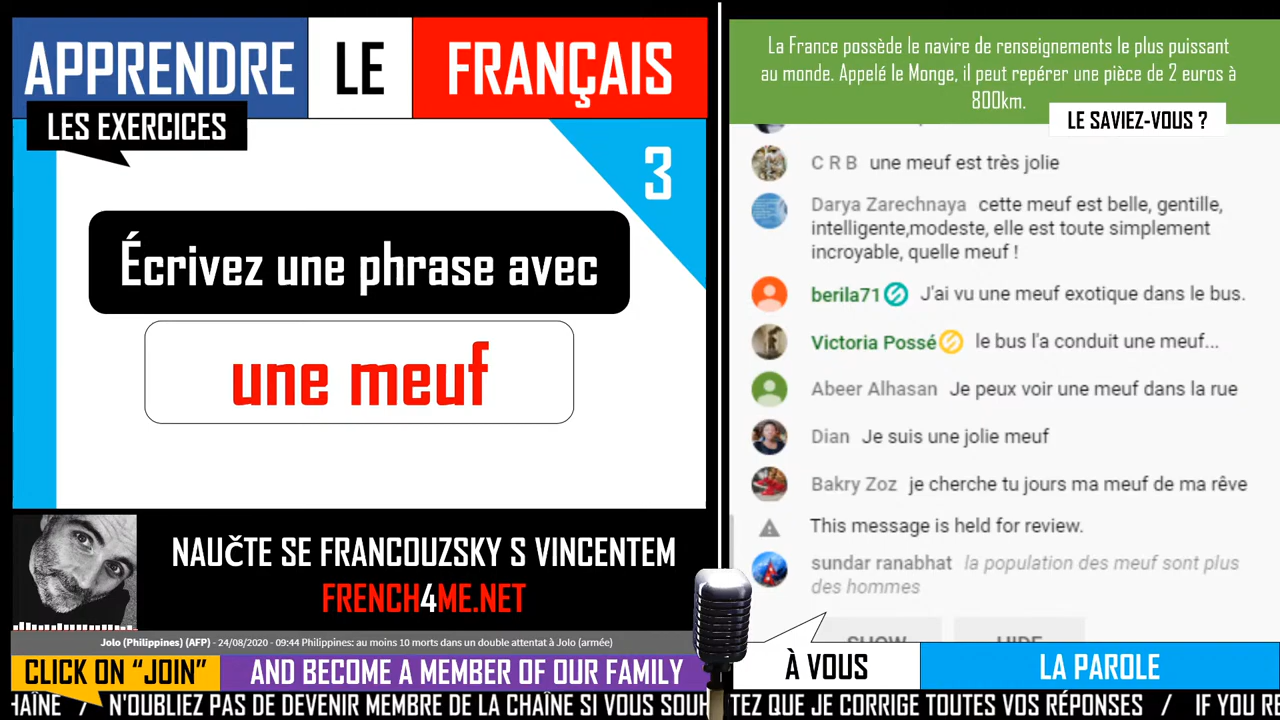 APPRENDRE LE FRANÇAIS
LES EXERCICES
3
Écrivez une phrase avec
une meuf
NAUČTE SE FRANCOUZSKY S VINCENTEM
FRENCH4ME.NET
Jolo (Philippines) (AFP) - 24/08/2020 - 09:44 Philippines: au moins 10 morts dans un double attentat à Jolo (armée)
CLICK ON “JOIN” AND BECOME A MEMBER OF OUR FAMILY
La France possède le navire de renseignements le plus puissant
au monde. Appelé le Monge, il peut repérer une pièce de 2 euros à
800km.
LE SAVIEZ-VOUS ?
C R B une meuf est très jolie
Darya Zarechnaya cette meuf est belle, gentille,
intelligente,modeste, elle est toute simplement
incroyable, quelle meuf !
berila71 J'ai vu une meuf exotique dans le bus.
Victoria Possé le bus l'a conduit une meuf...
Abeer Alhasan Je peux voir une meuf dans la rue
Dian Je suis une jolie meuf
Bakry Zoz je cherche tu jours ma meuf de ma rêve
This message is held for review.
sundar ranabhat la population des meuf sont plus
des hommes
SHOW HIDE
À VOUS LA PAROLE
HAÎNE / N'OUBLIEZ PAS DE DEVENIR MEMBRE DE LA CHAÎNE SI VOUS SOUH TEZ QUE JE CORRIGE TOUTES VOS RÉPONSES / IF YOU RE